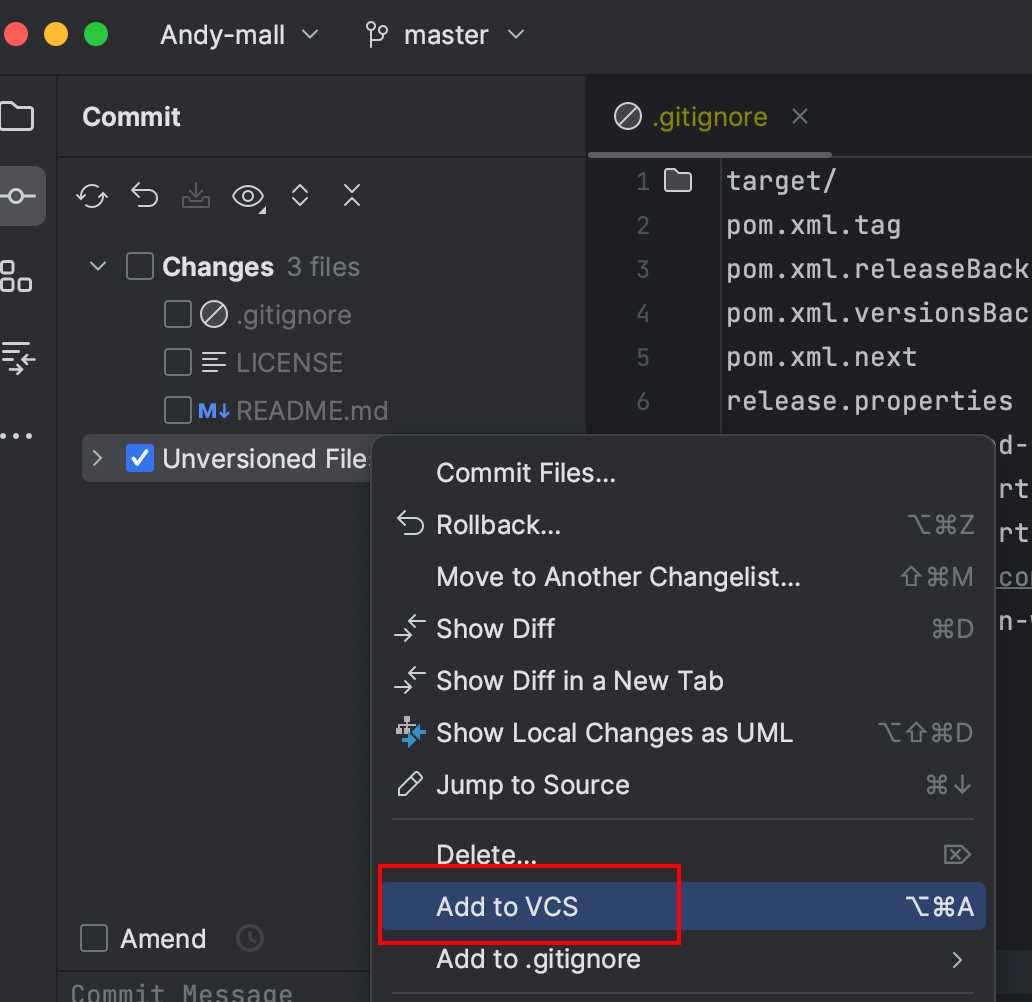 Andy-mall
master
Commit
.gitignore
Changes 3 files
.gitignore
LICENSE
M↓ README.md
Unversioned File
1 target/
2 pom.xml.tag
3 pom.xml.releaseBack
4 pom.xml.versionsBac
5 pom.xml.next
6 release.properties
Commit Files...
Rollback... ⌥⌘Z
Move to Another Changelist... ⇧⌘M
Show Diff ⌘D
Show Diff in a New Tab
Show Local Changes as UML ⌥⇧⌘D
Jump to Source ⌘↓
Delete... ⌦
Add to VCS ⌥⌘A
Add to .gitignore
Amend
Commit Message